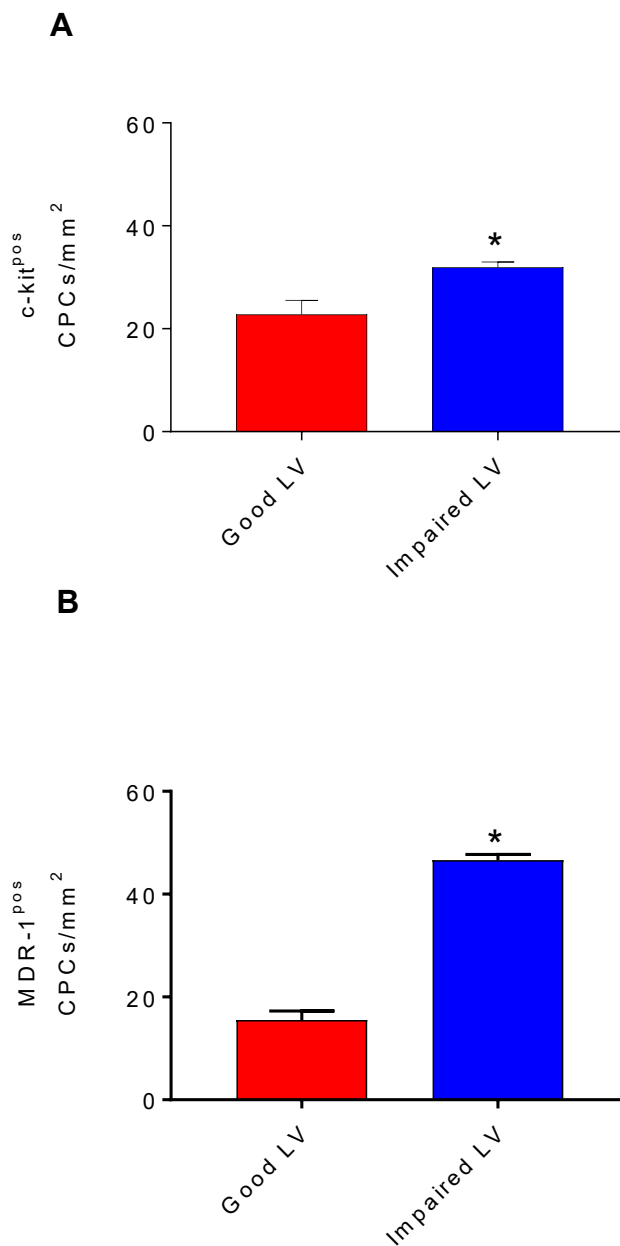 A
c-kit^pos
CPCs/mm^2
60
40
20
0
*
Good LV
Impaired LV
B
MDR-1^pos
CPCs/mm^2
60
40
20
0
*
Good LV
Impaired LV